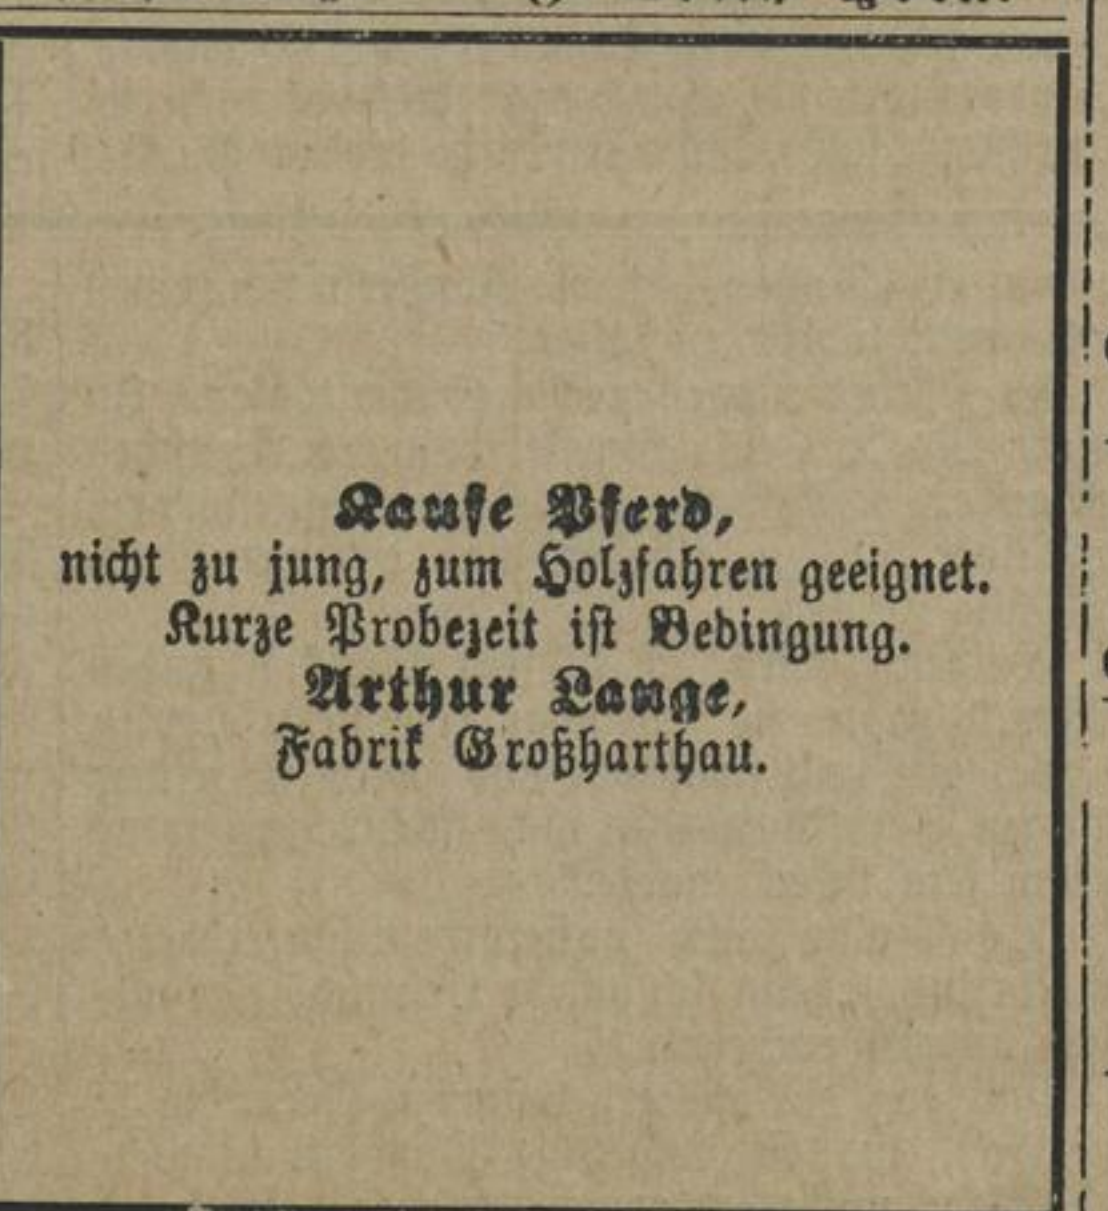 Kaufe Pferd,
nicht zu jung, zum Holzfahren geeignet.
Kurze Probezeit ist Bedingung.
Arthur Lange,
Fabrik Großharthau.